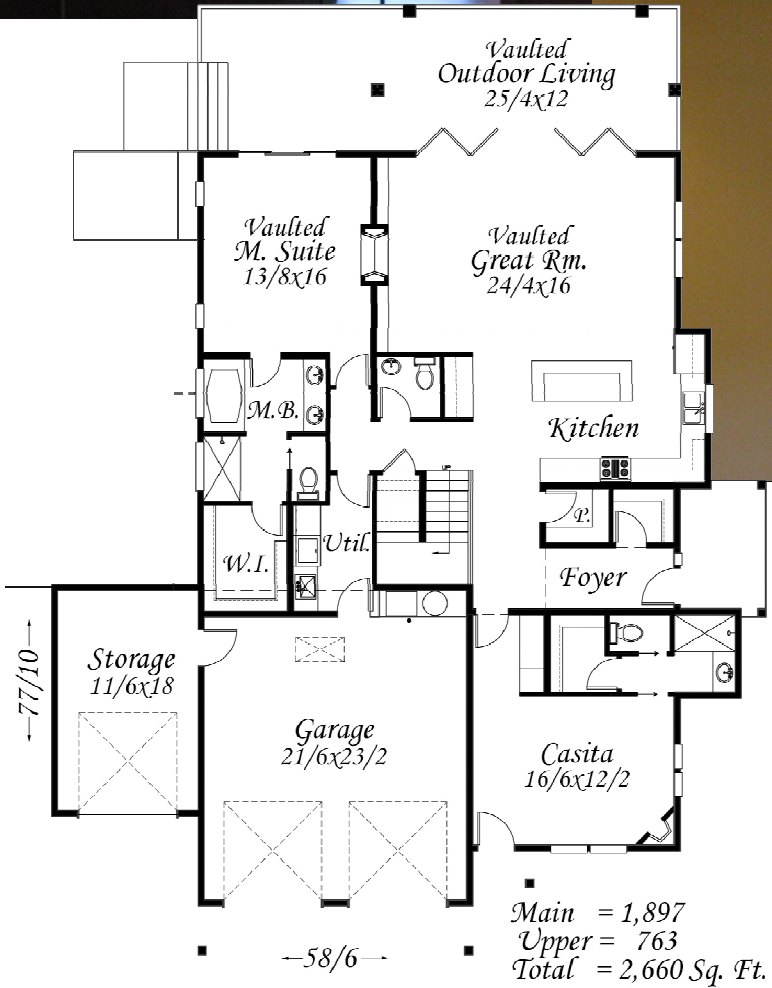 Vaulted
Outdoor Living
25/4x12
Vaulted
M. Suite
13/8x16
Vaulted
Great Rm.
24/4x16
M.B.
Kitchen
W.I.
Util.
P.
Foyer
Storage
11/6x18
77/10
Garage
21/6x23/2
Casita
16/6x12/2
58/6
Main = 1,897
Upper = 763
Total = 2,660 Sq. Ft.